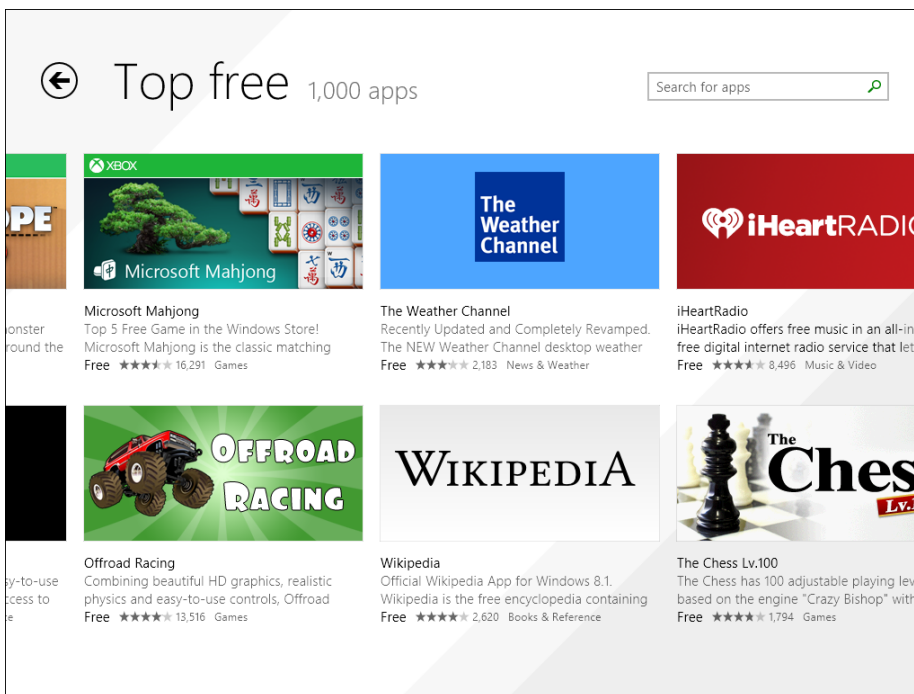 Top free 1,000 apps
Search for apps
OPE
XBOX
Microsoft Mahjong
The
Weather
Channel
iHeartRADIO
Microsoft Mahjong
Top 5 Free Game in the Windows Store!
Microsoft Mahjong is the classic matching
Free 16,291 Games
The Weather Channel
Recently Updated and Completely Revamped.
The NEW Weather Channel desktop weather
Free 2,183 News & Weather
iHeartRadio
iHeartRadio offers free music in an all-in
free digital internet radio service that let
Free 8,496 Music & Video
onster
round the
OFFROAD
RACING
WIKIPEDIA
The
Chess
Lv.1
sy-to-use
ccess to
Offroad Racing
Combining beautiful HD graphics, realistic
physics and easy-to-use controls, Offroad
Free 13,516 Games
Wikipedia
Official Wikipedia App for Windows 8.1.
Wikipedia is the free encyclopedia containing
Free 2,620 Books & Reference
The Chess Lv.100
The Chess has 100 adjustable playing lev
based on the engine "Crazy Bishop" with
Free 1,794 Games